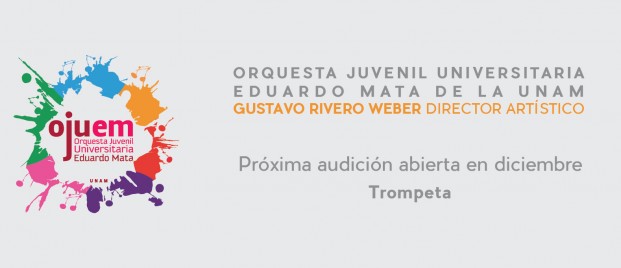 ojuem
Orquesta Juvenil
Universitaria
Eduardo Mata
UNAM
ORQUESTA JUVENIL UNIVERSITARIA
EDUARDO MATA DE LA UNAM
GUSTAVO RIVERO WEBER DIRECTOR ARTÍSTICO
Próxima audición abierta en diciembre
Trompeta